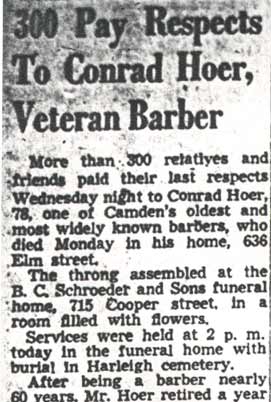 300 Pay Respects
To Conrad Hoer,
Veteran Barber
More than 300 relatives and
friends paid their last respects
Wednesday night to Conrad Hoer,
78, one of Camden's oldest and
most widely known barbers, who
died Monday in his home, 636
Elm street.
The throng assembled at the
B. C. Schroeder and Sons funeral
home, 715 Cooper street, in a
room filled with flowers.
Services were held at 2 p. m.
today in the funeral home with
burial in Harleigh cemetery.
After being a barber nearly
60 years, Mr. Hoer retired a year